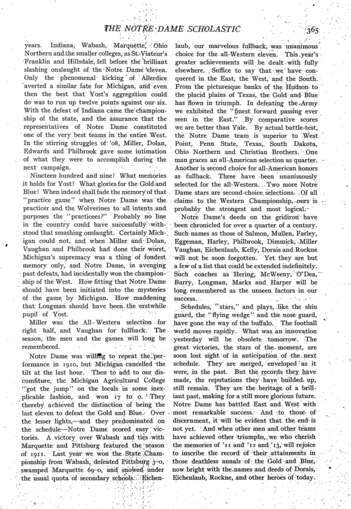 THE NOTRE DAME SCHOLASTIC 363
years. Indiana, Wabash, Marquette, Ohio
Northern and the smaller colleges, as St. Viateur's
Franklin and Hillsdale, fell before the brilliant
slashing onslaught of the Notre Dame eleven.
Only the phenomenal kicking of Allerdice
averted a similar fate for Michigan, and even
then the best that Yost's aggregation could
do was to run up twelve points against our six.
With the defeat of Indiana came the champion-
ship of the state, and the assurance that the
representatives of Notre Dame constituted
one of the very best teams in the entire West.
In the stirring struggles of '08, Miller, Dolan,
Edwards and Philbrook gave some intimation
of what they were to accomplish during the
next campaign.
Nineteen hundred and nine! What memories
it holds for Yost! What glories for the Gold and
Blue! When indeed shall fade the memory of that
"practice game" when Notre Dame was the
practicer and the Wolverines to all intents and
purposes the "practicees?" Probably no line
in the country could have successfully with-
stood that smashing onslaught. Certainly Mich-
igan could not, and when Miller and Dolan,
Vaughan and Philbrook had done their worst,
Michigan's supremacy was a thing of fondest
memory only, and Notre Dame, in avenging
past defeats, had incidentally won the champion-
ship of the West. How fitting that Notre Dame
should have been initiated into the mysteries
of the game by Michigan. How maddening
that Longman should have been the erstwhile
pupil of Yost.
Miller was the All-Western selection for
right half, and Vaughan for fullback. The
season, the men and the games will long be
remembered.
Notre Dame was willing to repeat the per-
formance in 1910, but Michigan cancelled the
tilt at the last hour. Then to add to our dis-
comfiture, the Michigan Agricultural College
"got the jump" on the locals in some inex-
plicable fashion, and won 17 to 0. They
thereby achieved the distinction of being the
last eleven to defeat the Gold and Blue. Over
the lesser lights,—and they predominated on
the schedule—Notre Dame scored easy vic-
tories. A victory over Wabash and ties with
Marquette and Pittsburg featured the season
of 1911. Last year we won the State Cham-
pionship from Wabash, defeated Pittsburg 3-0,
swamped Marquette 69-0, and snowed under
the usual quota of secondary schools. Eichen-
laub, our marvelous fullback, was unanimous
choice for the all-Western eleven. This year's
greater achievements will be dealt with fully
elsewhere. Suffice to say that we have con-
quered in the East, the West, and the South.
From the picturesque banks of the Hudson to
the placid plains of Texas, the Gold and Blue
has flown in triumph. In defeating the Army
we exhibited the "finest forward passing ever
seen in the East." By comparative scores
we are better than Yale. By actual battle-test,
the Notre Dame team is superior to West
Point, Penn State, Texas, South Dakota,
Ohio Northern and Christian Brothers. One
man graces an all-American selection as quarter.
Another is second choice for all-American honors
as fullback. Three have been unanimously
selected for the all-Western. Two more Notre
Dame stars are second-choice selections. Of all
claims to the Western Championship, ours is
probably the strongest and most logical.
Notre Dame's deeds on the gridiron have
been chronicled for over a quarter of a century.
Such names as those of Salmon, Mullen, Farley,
Eggeman, Harley, Philbrook, Dimmick, Miller
Vaughan, Eichenlaub, Kelly, Dorais and Rockne
will not be soon forgotten. Yet they are but
a few of a list that could be extended indefinitely.
Such coaches as Hering, McWeeny, O'Dea,
Barry, Longman, Marks and Harper will be
long remembered as the unseen factors in our
success.
Schedules, "stars," and plays, like the shin
guard, the "flying wedge" and the nose guard,
have gone the way of the buffalo. The football
world moves rapidly. What was an innovation
yesterday will be obsolete tomorrow. The
great victories, the stars of the moment, are
soon lost sight of in anticipation of the next
schedule. They are merged, enveloped as it
were, in the past. But the records they have
made, the reputations they have builded up,
still remain. They are the heritage of a brill-
iant past, making for a still more glorious future.
Notre Dame has battled East and West with
most remarkable success. And to those of
discernment, it will be evident that the end is
not yet. And when other men and other teams
have achieved other triumphs, we who cherish
the memories of '11 and '12 and '13, will rejoice
to inscribe the record of their attainments in
those deathless annals of the Gold and Blue,
now bright with the names and deeds of Dorais,
Eichenlaub, Rockne, and other heroes of today.